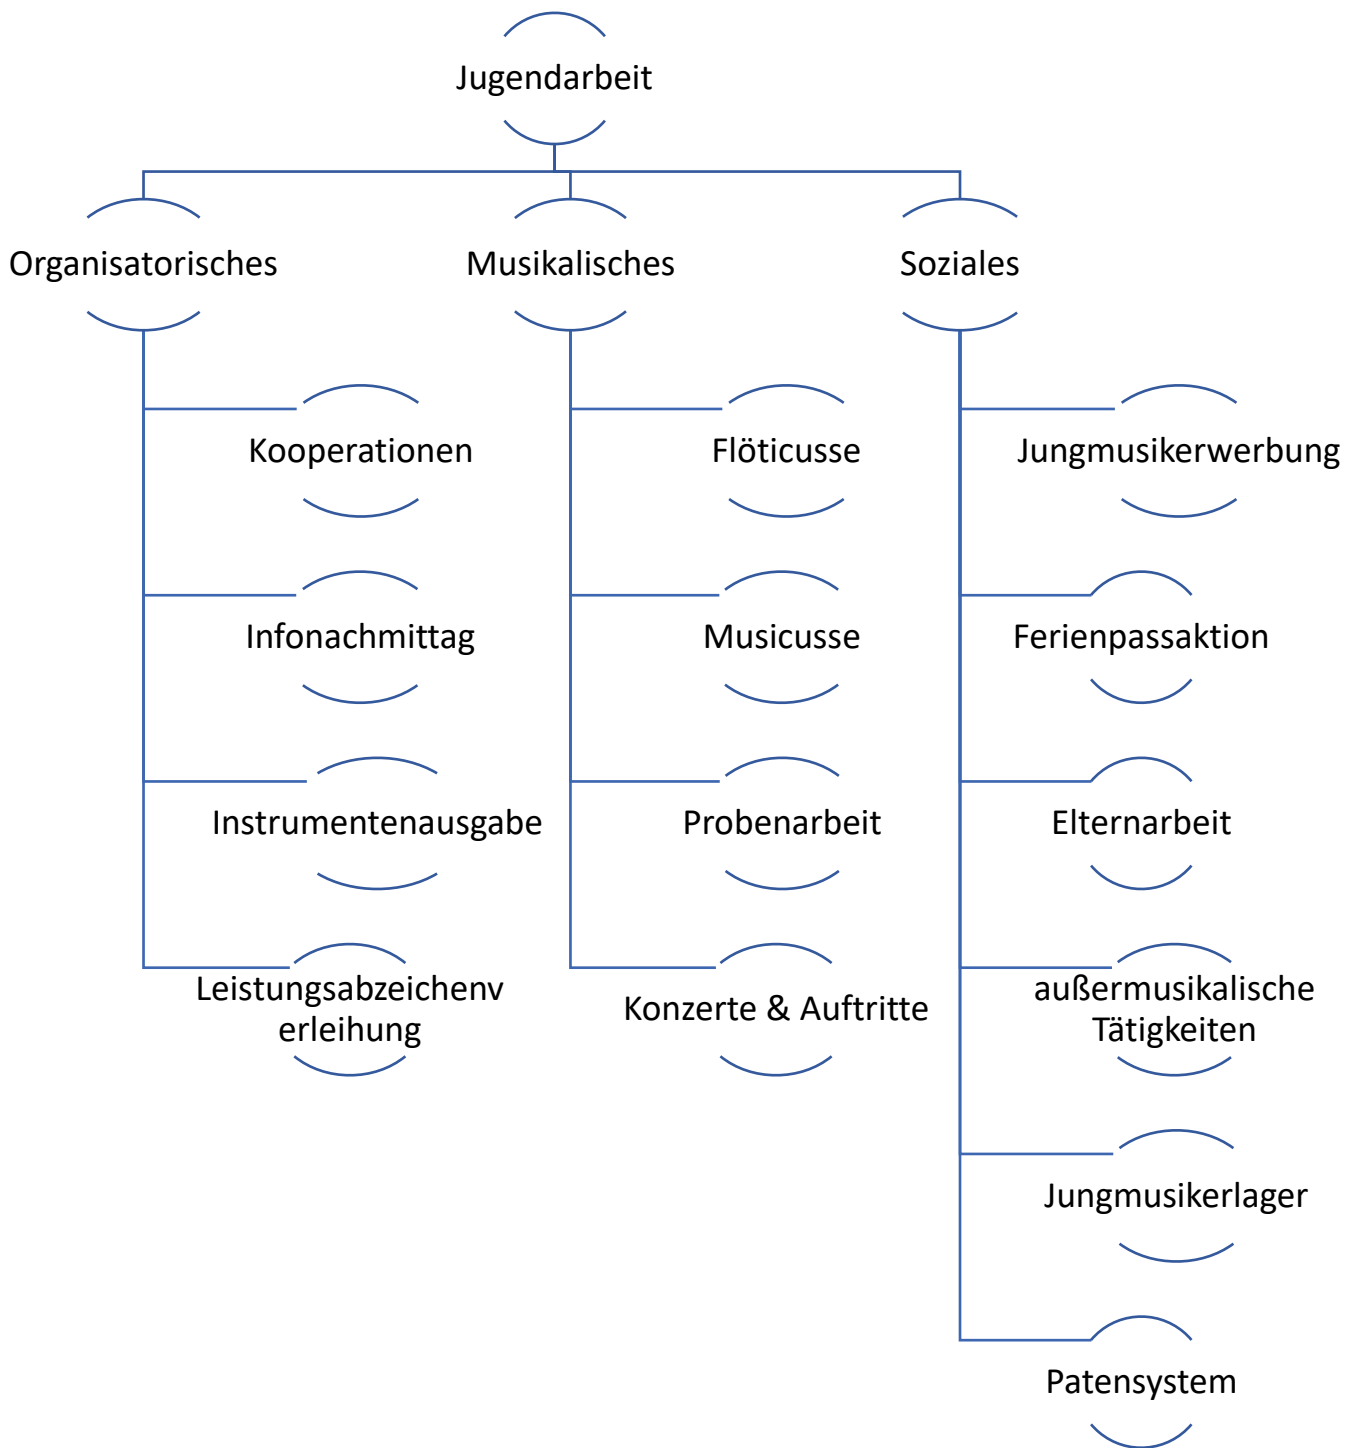 Jugendarbeit
Organisatorisches
Musikalisches
Soziales
Kooperationen
Infonachmittag
Instrumentenausgabe
Leistungsabzeichenv
erleihung
Flöticusse
Musicusse
Probenarbeit
Konzerte & Auftritte
Jungmusikerwerbung
Ferienpassaktion
Elternarbeit
außermusikalische
Tätigkeiten
Jungmusikerlager
Patensystem